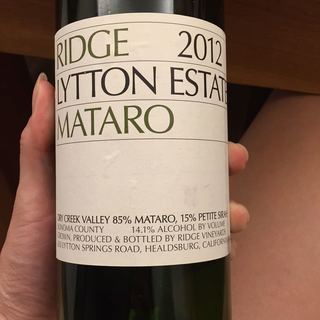 RIDGE 2012
LYTTON ESTATE
MATARO
DRY CREEK VALLEY 85% MATARO, 15% PETITE SIRAH
SONOMA COUNTY 14.1% ALCOHOL BY VOLUME
GROWN, PRODUCED & BOTTLED BY RIDGE VINEYARDS
LYTTON SPRINGS ROAD, HEALDSBURG, CALIFORNIA